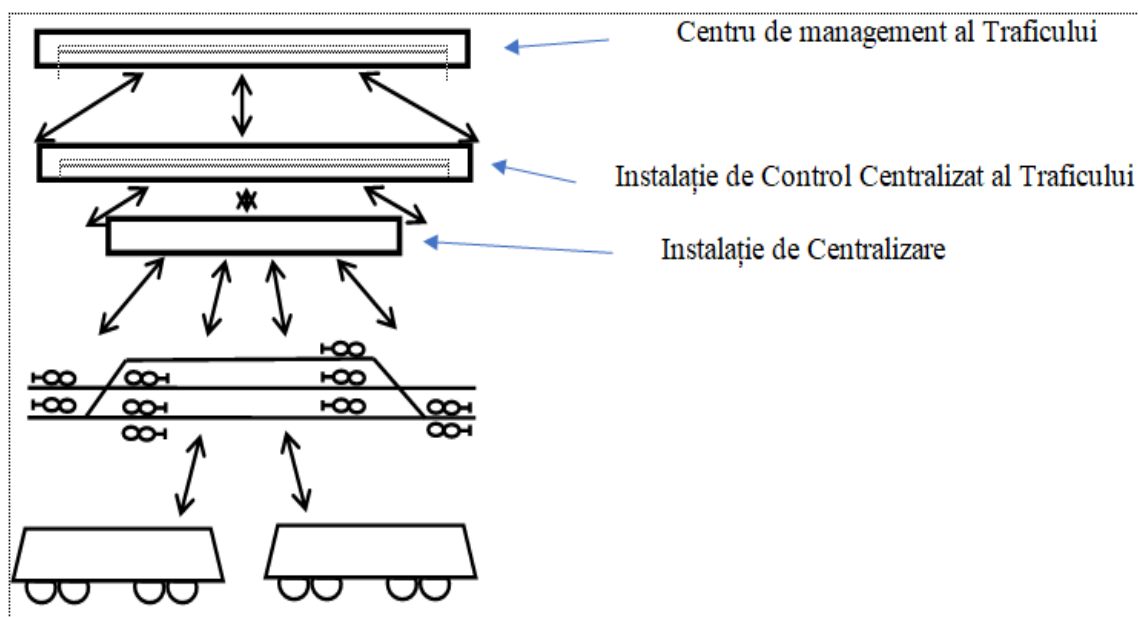 Centru de management al Traficului
Instalație de Control Centralizat al Traficului
Instalație de Centralizare